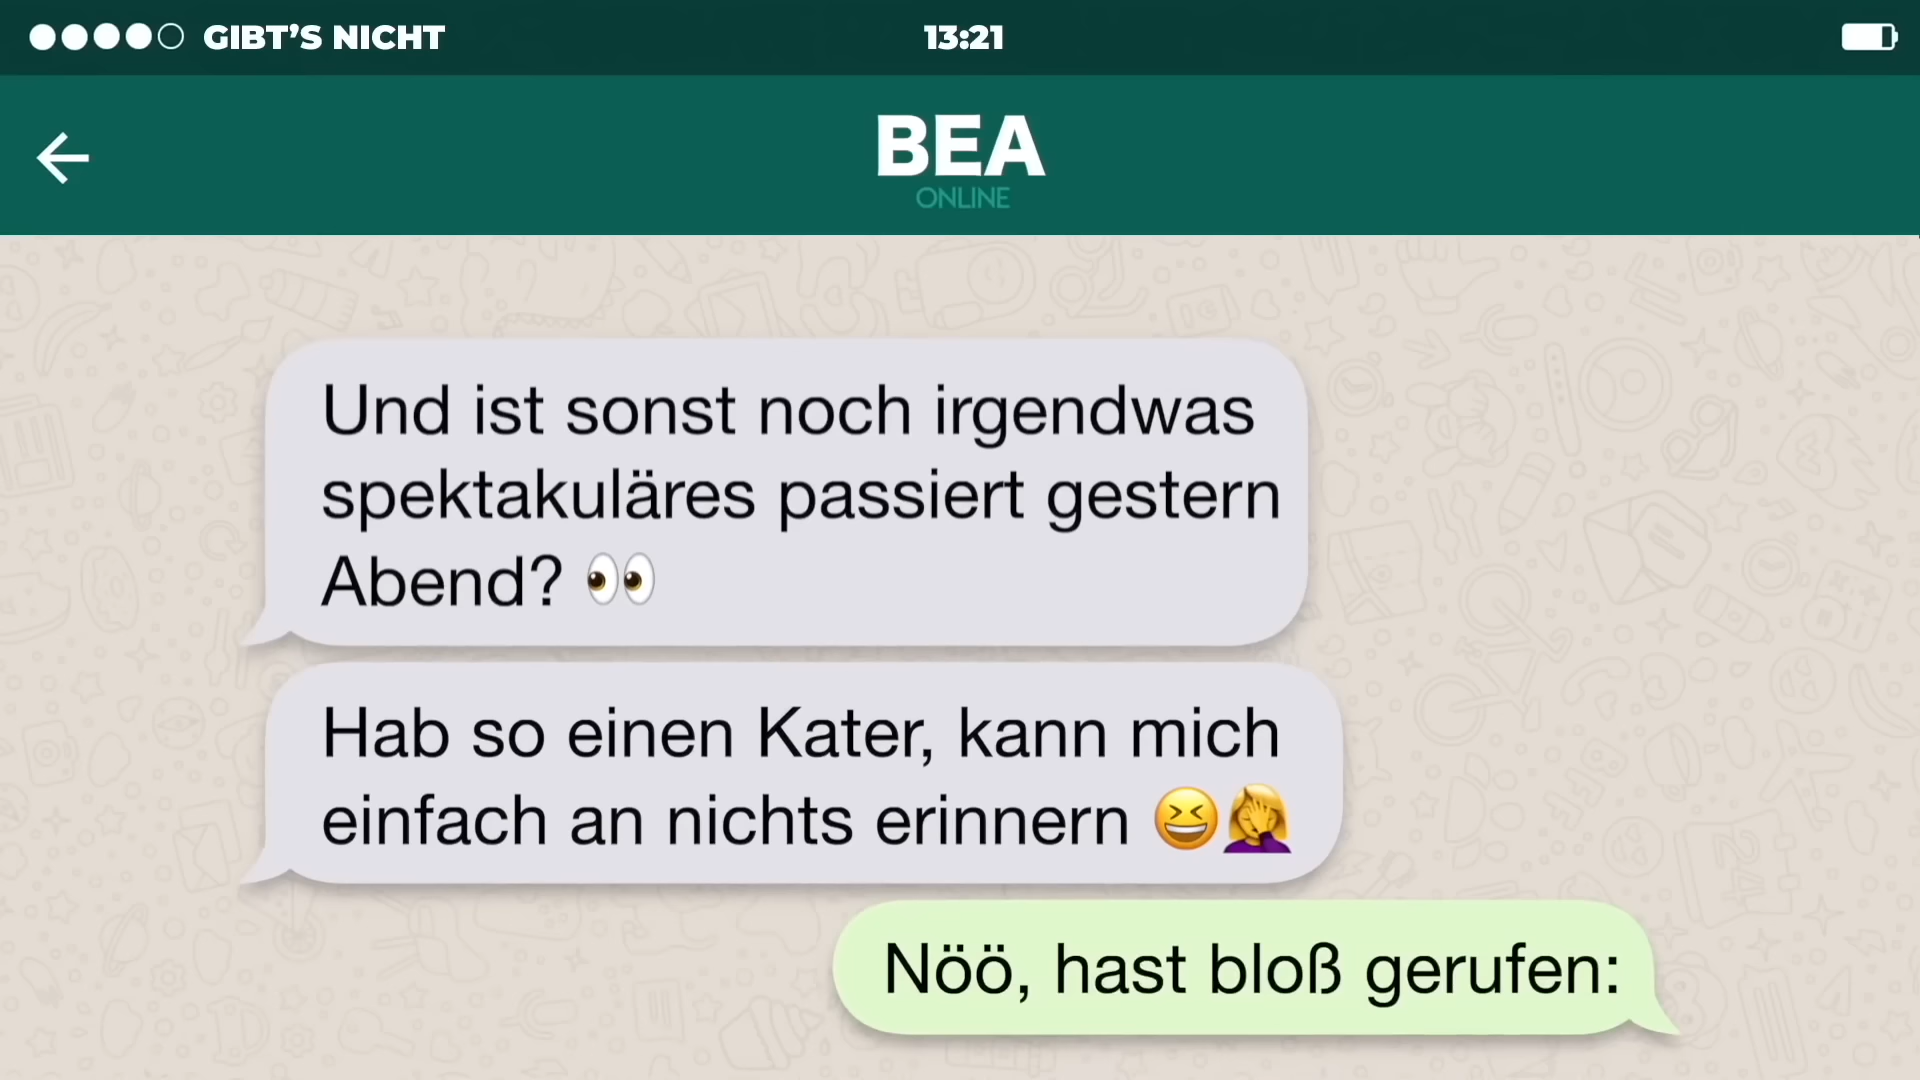 GIBT’S NICHT
13:21
BEA
ONLINE
Und ist sonst noch irgendwas
spektakuläres passiert gestern
Abend? 👀
Hab so einen Kater, kann mich
einfach an nichts erinnern 😆🤦‍♀️
Nöö, hast bloß gerufen: